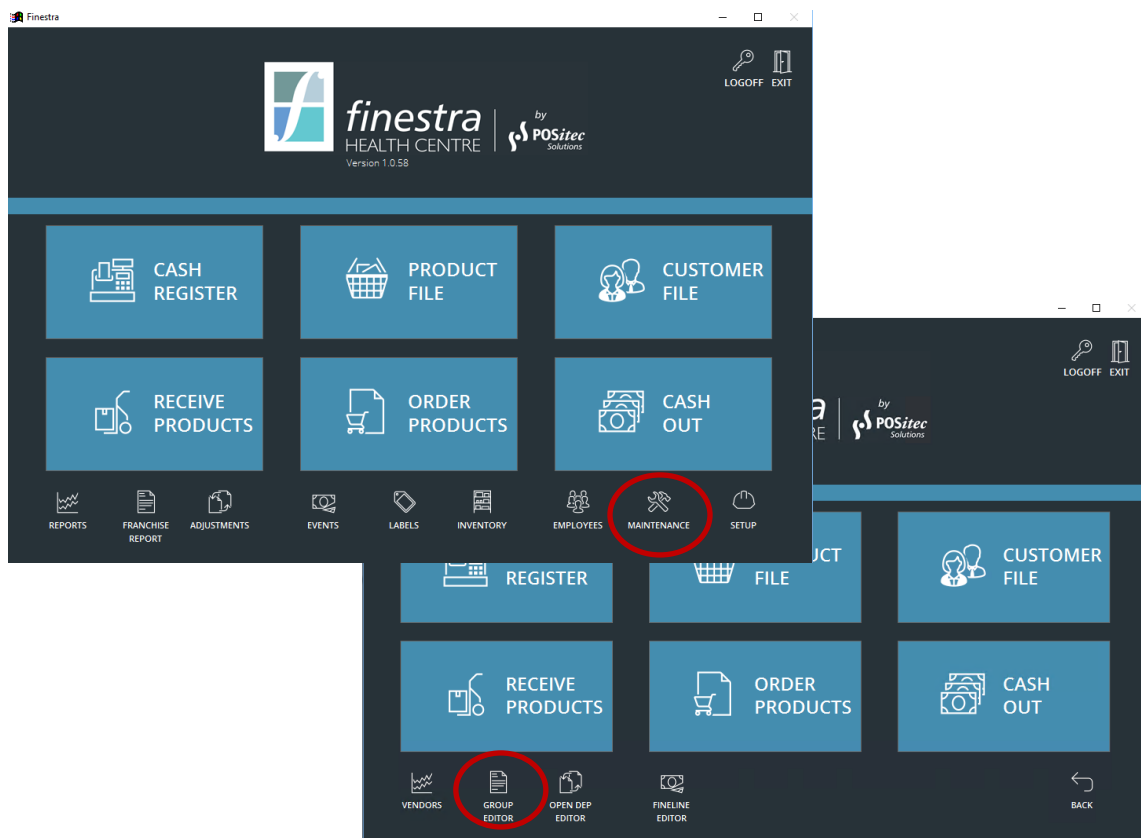 Finestra
LOGOFF EXIT
finestra
HEALTH CENTRE
Version 1.0.58
by
POSitec
Solutions
CASH
REGISTER
PRODUCT
FILE
CUSTOMER
FILE
RECEIVE
PRODUCTS
ORDER
PRODUCTS
CASH
OUT
REPORTS
FRANCHISE
REPORT
ADJUSTMENTS
EVENTS
LABELS
INVENTORY
EMPLOYEES
MAINTENANCE
SETUP
LOGOFF EXIT
a
RE
by
POSitec
Solutions
REGISTER
UCT
FILE
CUSTOMER
FILE
RECEIVE
PRODUCTS
ORDER
PRODUCTS
CASH
OUT
VENDORS
GROUP
EDITOR
OPEN DEP
EDITOR
FINELINE
EDITOR
BACK